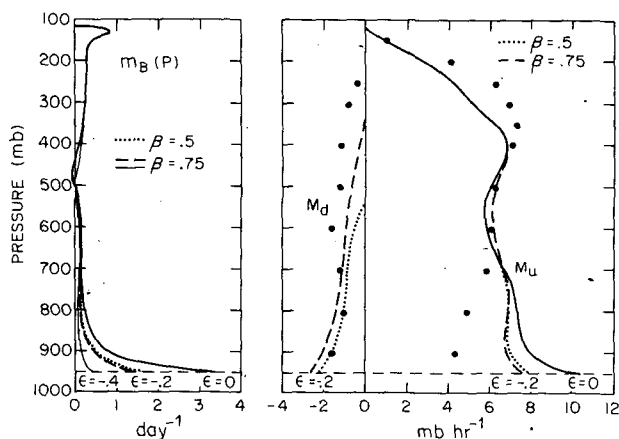 100
200
300
400
500
600
700
800
900
1000
PRESSURE (mb)
m_B (P)
β = .5
β = .75
ϵ=-.4
ϵ=-.2
ϵ=0
0 1 2 3 4
day⁻¹
β = .5
β = .75
M_d
M_u
ϵ=-.2
ϵ=-.2
ϵ=0
-4 -2 0 2 4 6 8 10 12
mb hr⁻¹